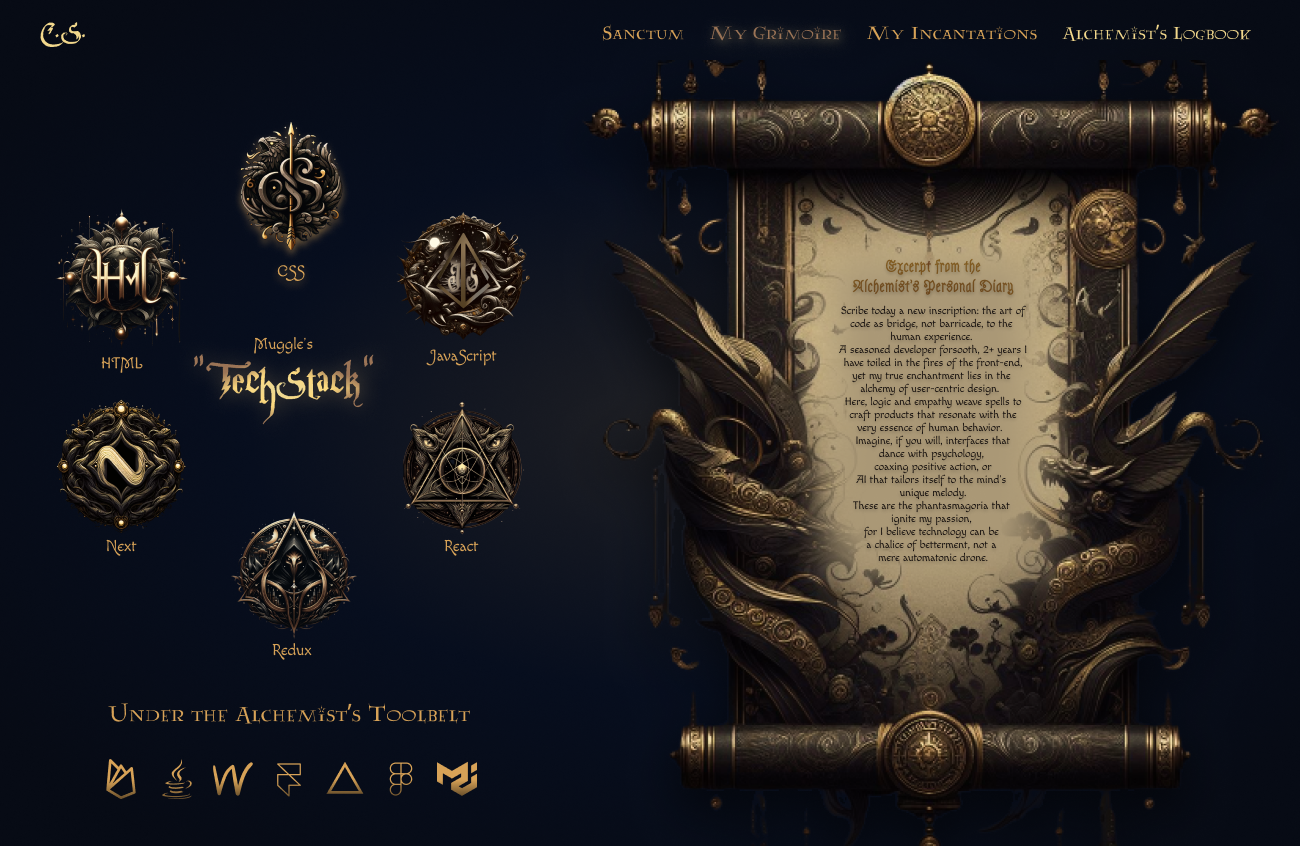 C.S.
Sanctum
My Grimoire
My Incantations
Alchemist's Logbook
CSS
HTML
JavaScript
Muggle's
"TechStack"
Next
React
Redux
Under the Alchemist's Toolbelt
Excerpt from the
Alchemist's Personal Diary
Scribe today a new inscription: the art of
code as bridge, not barricade, to the
human experience.
A seasoned developer forsooth, 2+ years I
have toiled in the fires of the front-end,
yet my true enchantment lies in the
alchemy of user-centric design.
Here, logic and empathy weave spells to
craft products that resonate with the
very essence of human behavior.
Imagine, if you will, interfaces that
dance with psychology,
coaxing positive action, or
AI that tailors itself to the mind's
unique melody.
These are the phantasmagoria that
ignite my passion,
for I believe technology can be
a chalice of betterment, not a
mere automatonic drone.